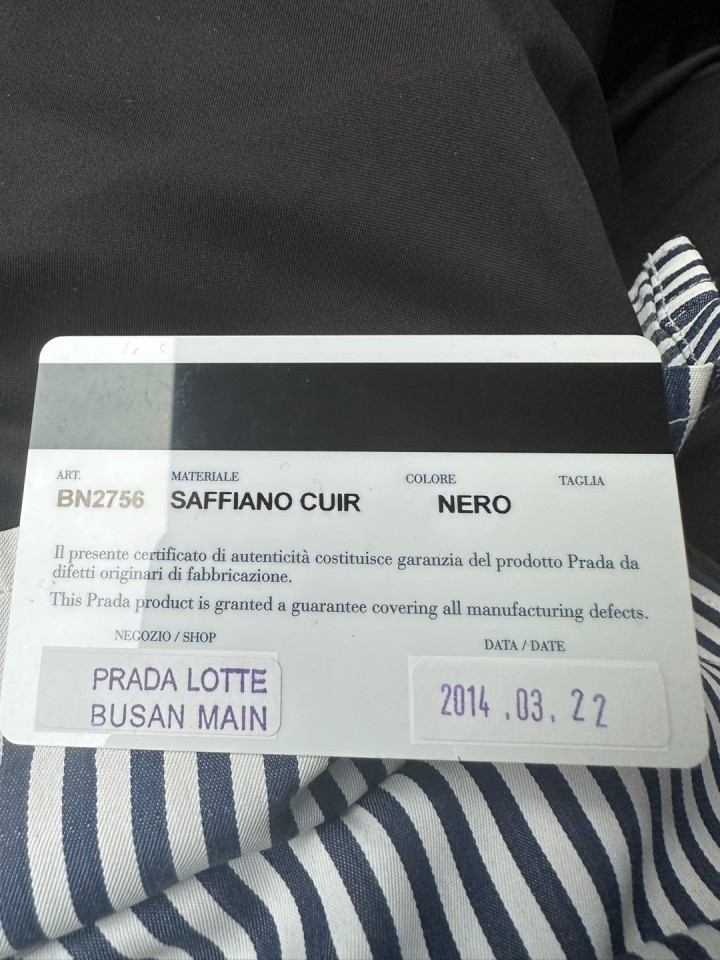 ART. MATERIALE COLORE TAGLIA
BN2756 SAFFIANO CUIR NERO
Il presente certificato di autenticità costituisce garanzia del prodotto Prada da
difetti originari di fabbricazione.
This Prada product is granted a guarantee covering all manufacturing defects.
NEGOZIO / SHOP DATA / DATE
PRADA LOTTE
BUSAN MAIN
2014.03.22